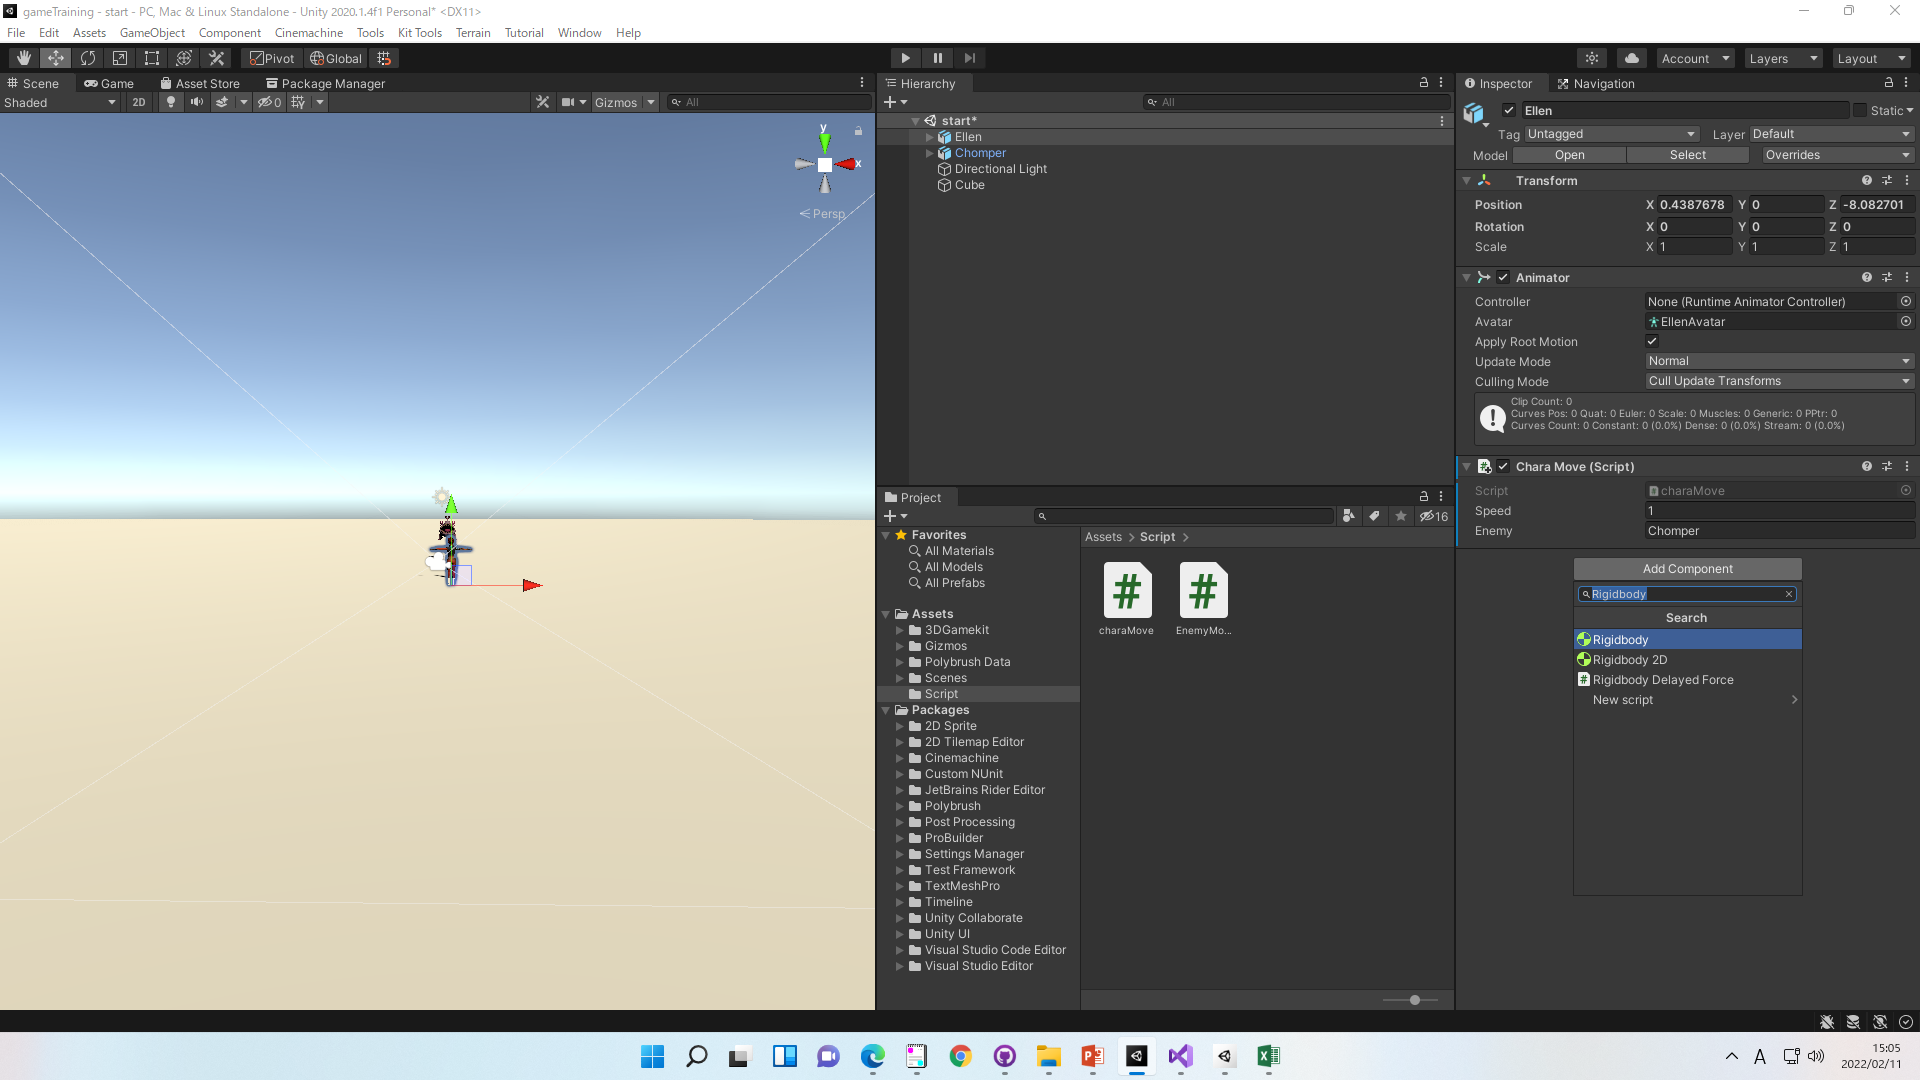 gameTraining - start - PC, Mac & Linux Standalone - Unity 2020.1.4f1 Personal* <DX11>
File Edit Assets GameObject Component Cinemachine Tools Kit Tools Terrain Tutorial Window Help
Pivot Global Account Layers Layout
Scene Game Asset Store Package Manager
Shaded 2D 0 Gizmos All
y
x
Persp
Hierarchy
All
start*
Ellen
Chomper
Directional Light
Cube
Project
16
Favorites
All Materials
All Models
All Prefabs
Assets
3DGamekit
Gizmos
Polybrush Data
Scenes
Script
Packages
2D Sprite
2D Tilemap Editor
Cinemachine
Custom NUnit
JetBrains Rider Editor
Polybrush
Post Processing
ProBuilder
Settings Manager
Test Framework
TextMeshPro
Timeline
Unity Collaborate
Unity UI
Visual Studio Code Editor
Visual Studio Editor
Assets > Script >
charaMove EnemyMo...
Inspector Navigation
Ellen Static
Tag Untagged Layer Default
Model Open Select Overrides
Transform
Position X 0.4387678 Y 0 Z -8.082701
Rotation X 0 Y 0 Z 0
Scale X 1 Y 1 Z 1
Animator
Controller None (Runtime Animator Controller)
Avatar EllenAvatar
Apply Root Motion
Update Mode Normal
Culling Mode Cull Update Transforms
Clip Count: 0
Curves Pos: 0 Quat: 0 Euler: 0 Scale: 0 Muscles: 0 Generic: 0 PPtr: 0
Curves Count: 0 Constant: 0 (0.0%) Dense: 0 (0.0%) Stream: 0 (0.0%)
Chara Move (Script)
Script charaMove
Speed 1
Enemy Chomper
Add Component
Rigidbody
Search
Rigidbody
Rigidbody 2D
Rigidbody Delayed Force
New script
A
15:05
2022/02/11